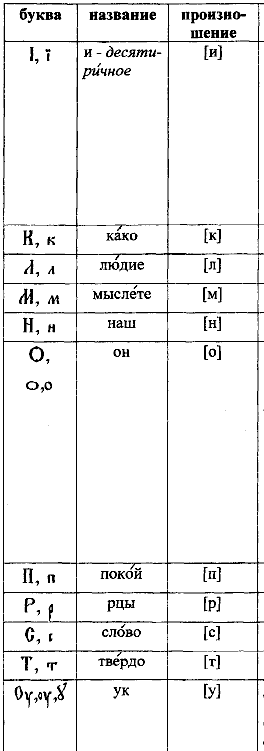 буква название произно-
шение
І, ї и - десяти-
ри́чное [и]
К, к ка́ко [к]
Л, л лю́дие [л]
М, м мысле́те [м]
Н, н наш [н]
О, он [о]
ѻ,о
П, п поко́й [п]
Р, р рцы [р]
С, с сло́во [с]
Т, т тве́рдо [т]
Оу,оу,ꙋ ук [у]